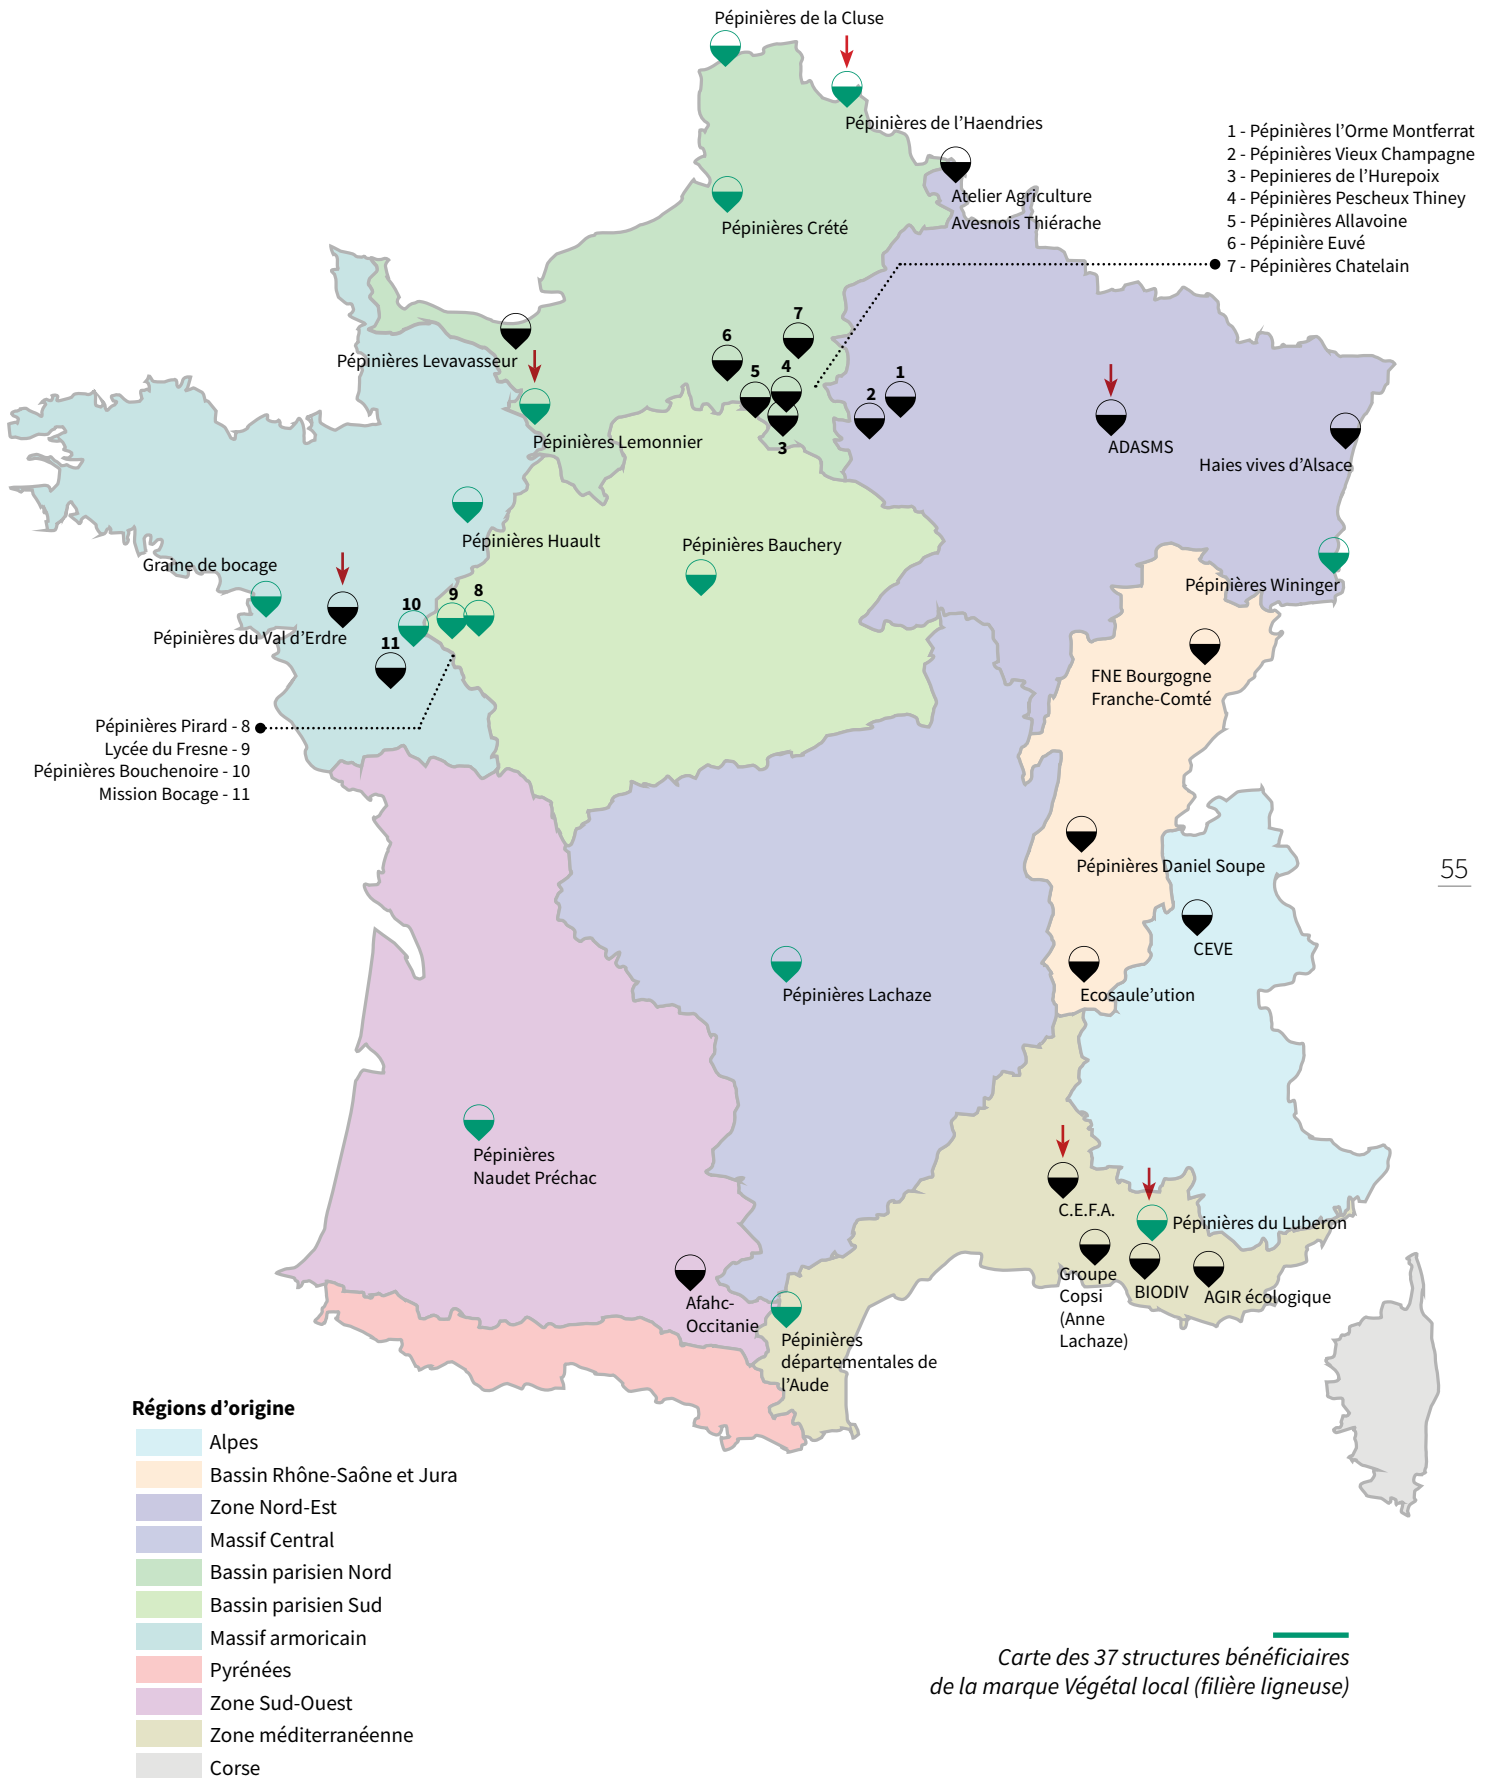 Pépinières de la Cluse
Pépinières de l’Haendries
1 - Pépinières l’Orme Montferrat
2 - Pépinières Vieux Champagne
3 - Pepinieres de l’Hurepoix
4 - Pépinières Pescheux Thiney
5 - Pépinières Allavoine
6 - Pépinière Euvé
7 - Pépinières Chatelain
Atelier Agriculture
Avesnois Thiérache
Pépinières Crété
7
6
Pépinières Levavasseur
5
4
1
2
3
Pépinières Lemonnier
ADASMS
Haies vives d’Alsace
Pépinières Huault
Pépinières Bauchery
Graine de bocage
Pépinières Wininger
8
9
10
Pépinières du Val d’Erdre
11
FNE Bourgogne
Franche-Comté
Pépinières Pirard - 8
Lycée du Fresne - 9
Pépinières Bouchenoire - 10
Mission Bocage - 11
Pépinières Daniel Soupe
55
CEVE
Pépinières Lachaze
Ecosaule’ution
Pépinières
Naudet Préchac
C.E.F.A.
Pépinières du Luberon
Groupe
Copsi
(Anne
Lachaze)
BIODIV
AGIR écologique
Afahc-
Occitanie
Pépinières
départementales de
l’Aude
Régions d’origine
Alpes
Bassin Rhône-Saône et Jura
Zone Nord-Est
Massif Central
Bassin parisien Nord
Bassin parisien Sud
Massif armoricain
Pyrénées
Zone Sud-Ouest
Zone méditerranéenne
Corse
Carte des 37 structures bénéficiaires
de la marque Végétal local (filière ligneuse)